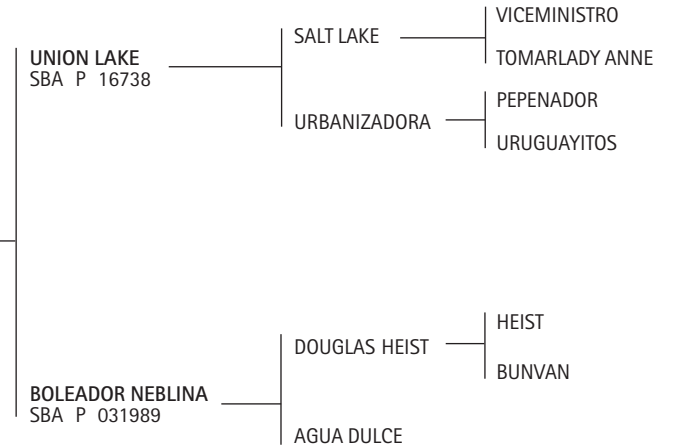 UNION LAKE
SBA P 16738
SALT LAKE
VICEMINISTRO
TOMARLADY ANNE
URBANIZADORA
PEPENADOR
URUGUAYITOS
BOLEADOR NEBLINA
SBA P 031989
DOUGLAS HEIST
HEIST
BUNVAN
AGUA DULCE